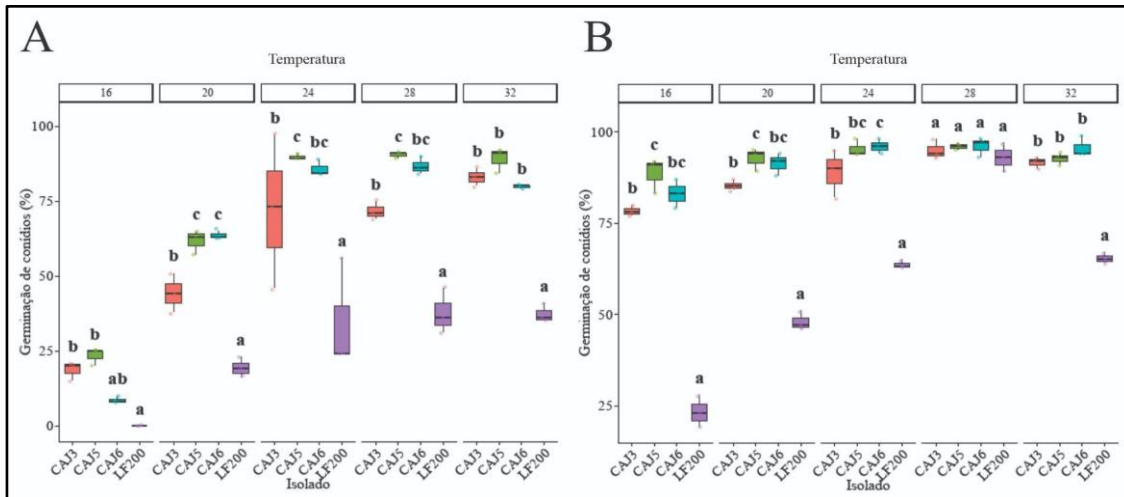 A
Temperatura
16 20 24 28 32
Germinação de conídios (%)
100
75
50
25
0
b b ab a
b c c a
b c bc a
b c bc a
b b b a
CAJ3 CAJ5 CAJ6 LF200 CAJ3 CAJ5 CAJ6 LF200 CAJ3 CAJ5 CAJ6 LF200 CAJ3 CAJ5 CAJ6 LF200 CAJ3 CAJ5 CAJ6 LF200
Isolado
B
Temperatura
16 20 24 28 32
Germinação de conídios (%)
100
75
50
25
b c bc a
b c bc a
b bc c a
a a a a
b b b a
CAJ3 CAJ5 CAJ6 LF200 CAJ3 CAJ5 CAJ6 LF200 CAJ3 CAJ5 CAJ6 LF200 CAJ3 CAJ5 CAJ6 LF200 CAJ3 CAJ5 CAJ6 LF200
Isolado